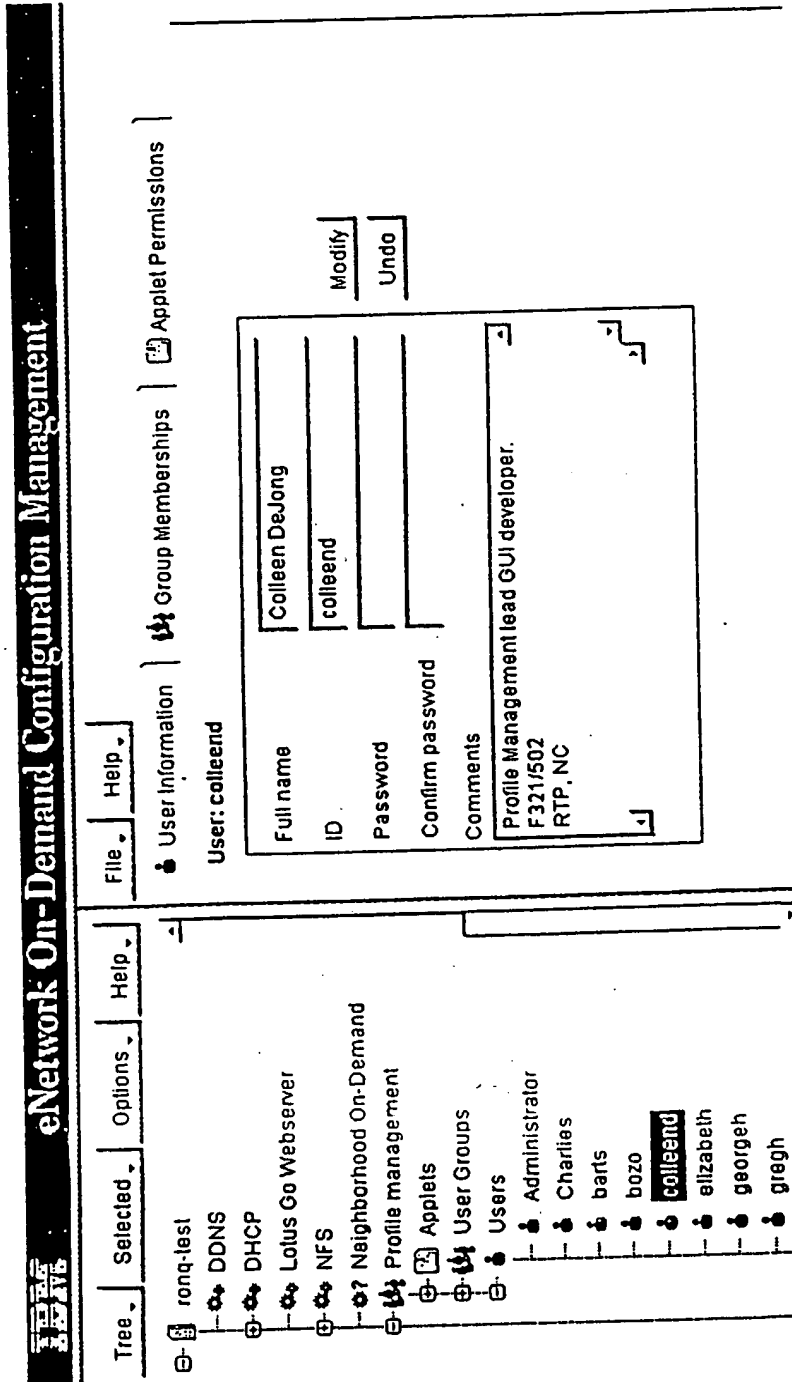 IBM
eNetwork On-Demand Configuration Management
Tree Selected Options Help
ronq-test
DDNS
DHCP
Lotus Go Webserver
NFS
? Neighborhood On-Demand
Profile management
Applets
User Groups
Users
Administrator
Charlies
barts
bozo
colleend
elizabeth
georgeh
gregh
File Help
User Information
Group Memberships
Applet Permissions
User: colleend
Full name Colleen DeJong
ID colleend
Password
Confirm password
Comments
Profile Management lead GUI developer.
F321/502
RTP, NC
Modify
Undo